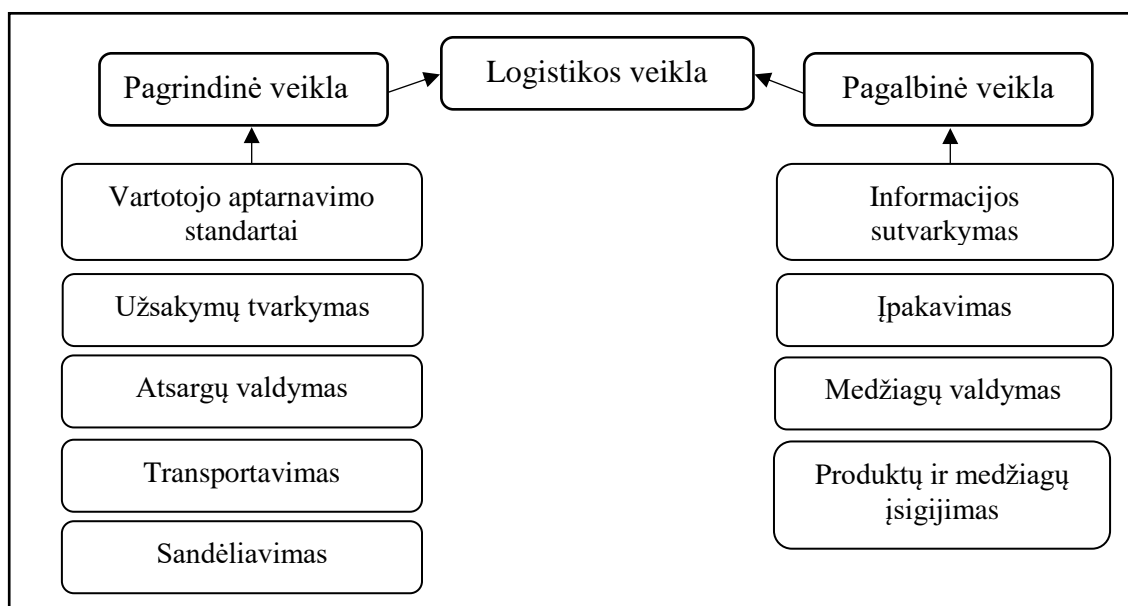 Logistikos veikla
Pagrindinė veikla
Pagalbinė veikla
Vartotojo aptarnavimo
standartai
Užsakymų tvarkymas
Atsargų valdymas
Transportavimas
Sandėliavimas
Informacijos
sutvarkymas
Įpakavimas
Medžiagų valdymas
Produktų ir medžiagų
įsigijimas